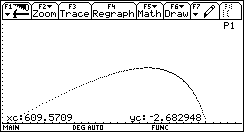 F1 F2 Zoom F3 Trace F4 Regraph F5 Math F6 Draw F7
P1
xc:609.5709 yc:-2.682948
MAIN DEG AUTO FUNC